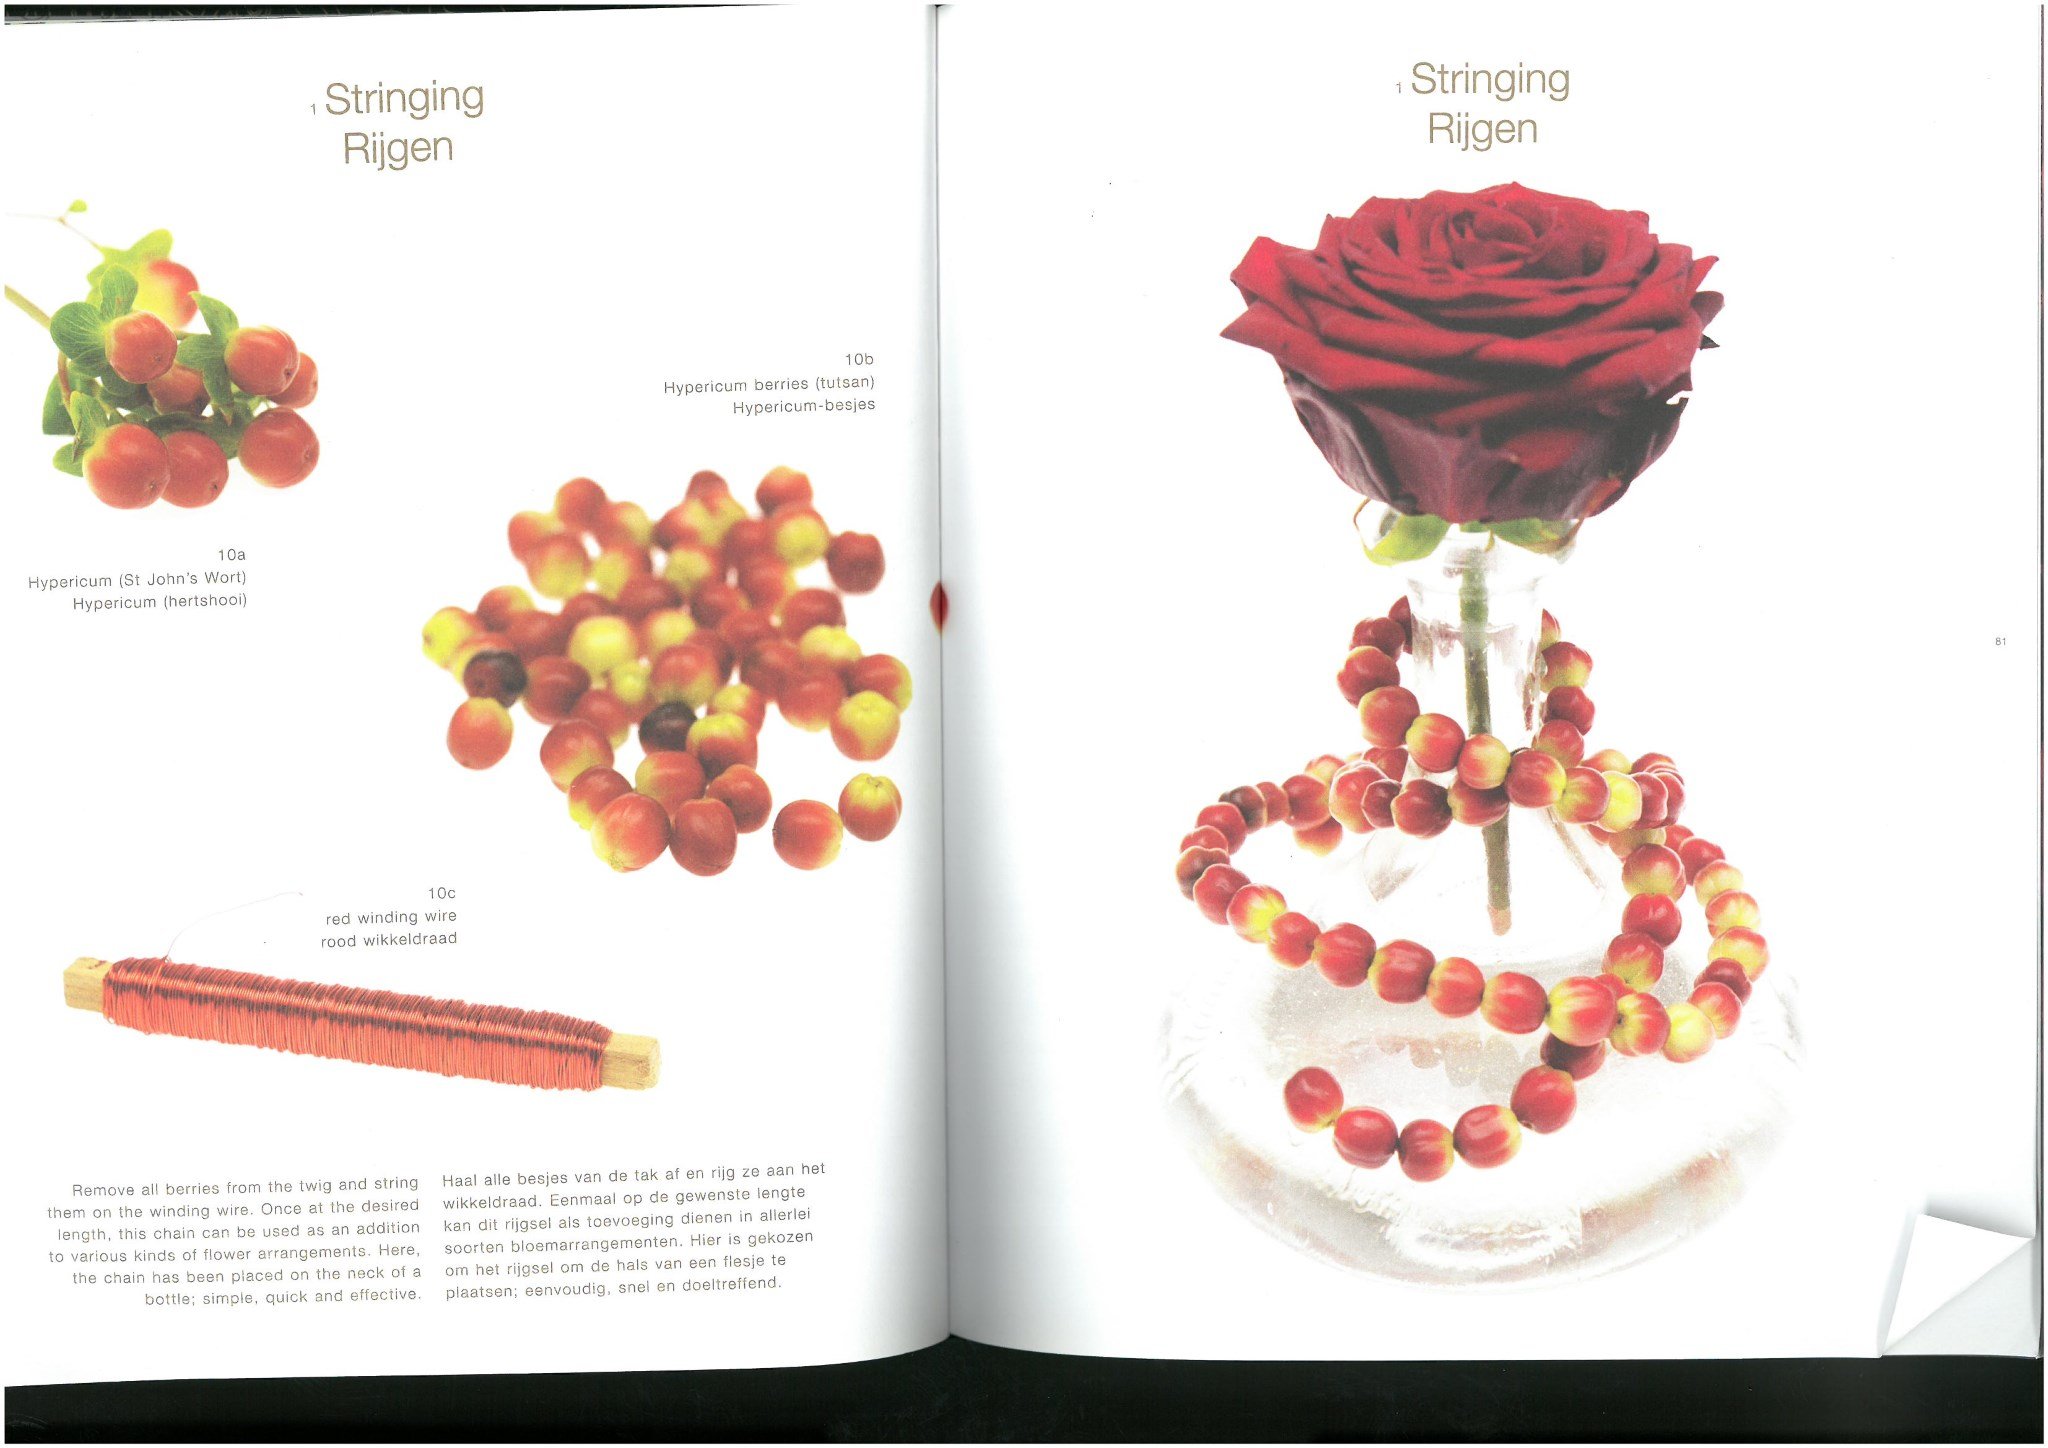 1 Stringing
Rijgen
10a
Hypericum (St John's Wort)
Hypericum (hertshooi)
10b
Hypericum berries (tutsan)
Hypericum-besjes
10c
red winding wire
rood wikkeldraad
Remove all berries from the twig and string
them on the winding wire. Once at the desired
length, this chain can be used as an addition
to various kinds of flower arrangements. Here,
the chain has been placed on the neck of a
bottle; simple, quick and effective.
Haal alle besjes van de tak af en rijg ze aan het
wikkeldraad. Eenmaal op de gewenste lengte
kan dit rijgsel als toevoeging dienen in allerlei
soorten bloemarrangementen. Hier is gekozen
om het rijgsel om de hals van een flesje te
plaatsen; eenvoudig, snel en doeltreffend.
1 Stringing
Rijgen
81